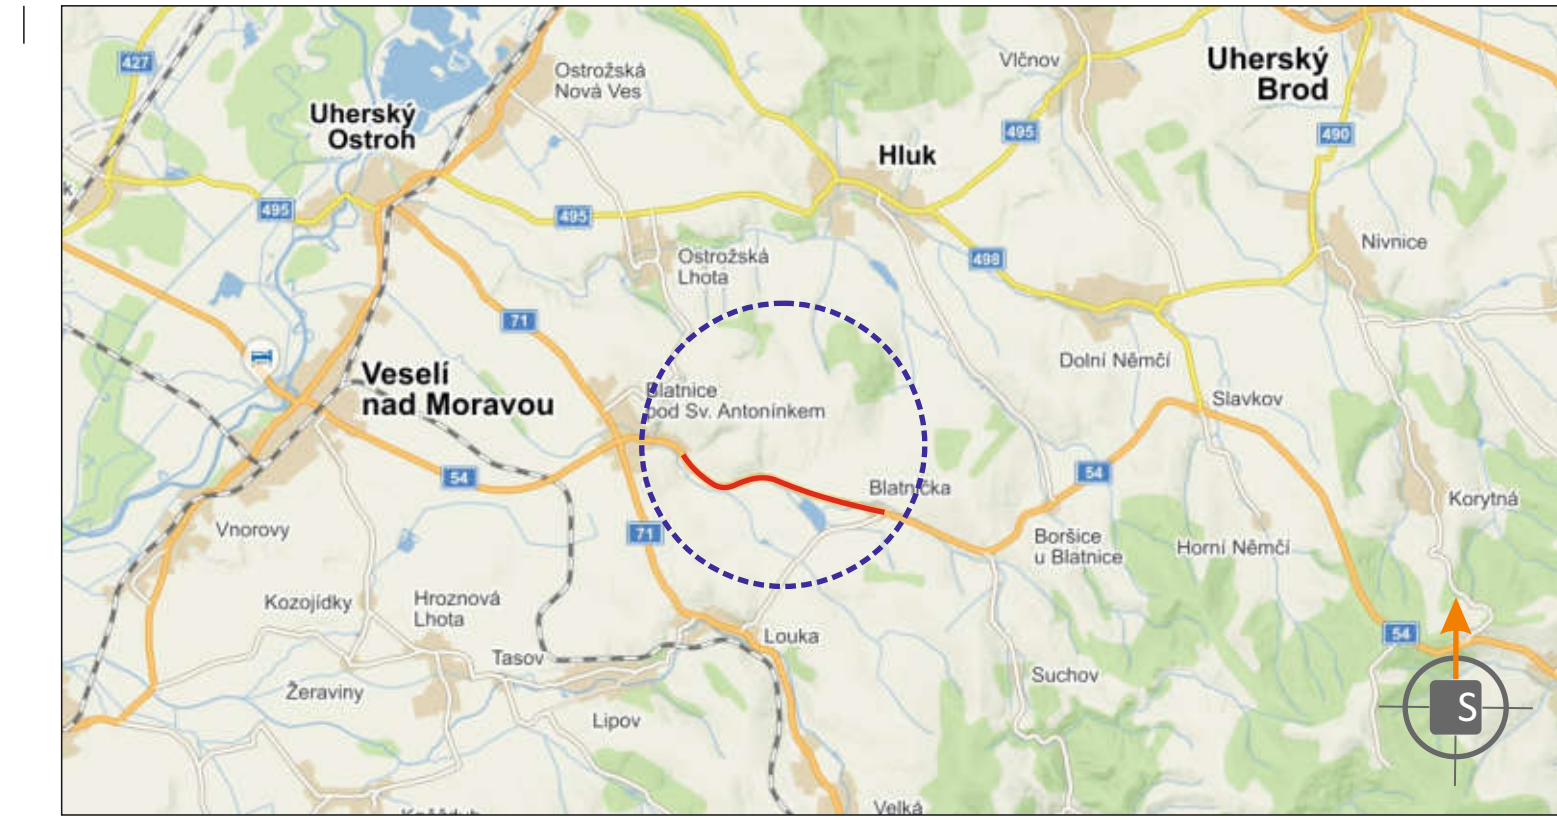 427
Ostrožská
Nová Ves
Vlčnov
Uherský
Brod
Uherský
Ostroh
495
490
Hluk
495
495
Nivnice
Ostrožská
Lhota
498
71
Dolní Němčí
Veselí
nad Moravou
Blatnice
pod Sv. Antonínkem
Slavkov
54
54
Blatnička
Korytná
Vnorovy
71
Boršice
u Blatnice
Horní Němčí
Kozojídky
Hroznová
Lhota
Louka
54
Tasov
Suchov
Žeraviny
S
Lipov
Velká